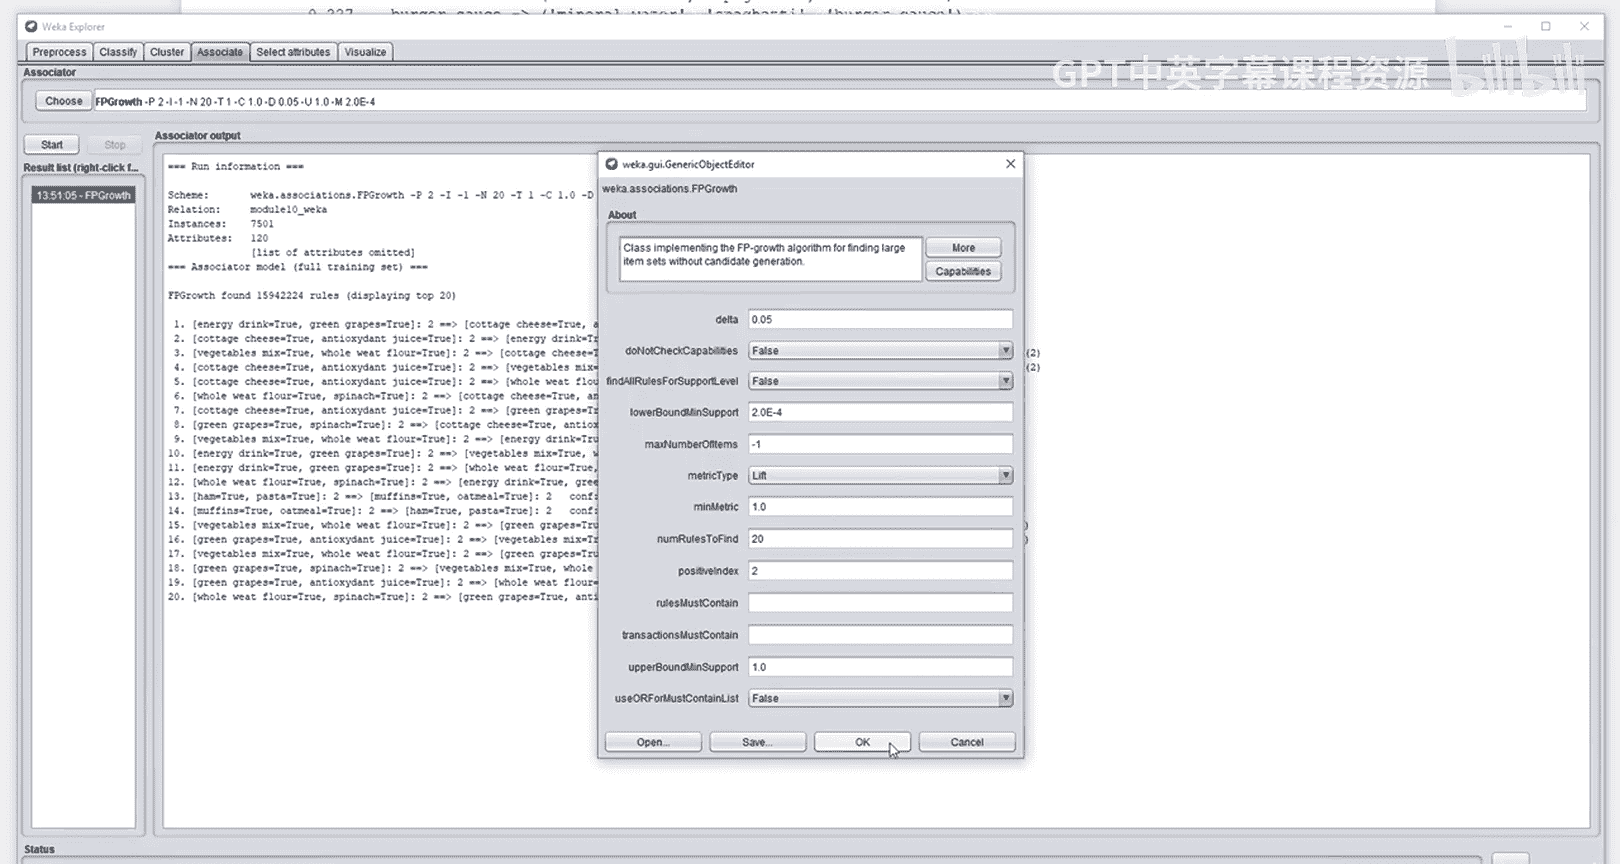 Weka Explorer
Preprocess Classify Cluster Associate Select attributes Visualize
GPT中英字幕课程资源 bilibili
Associator
Choose FPGrowth -P 2 -I -1 -N 20 -T 1 -C 1.0 -D 0.05 -U 1.0 -M 2.0E-4
Start Stop
Associator output
Result list (right-click f...
13:51:05 - FPGrowth
=== Run information ===
Scheme: weka.associations.FPGrowth -P 2 -I -1 -N 20 -T 1 -C 1.0 -D
Relation: module10_weka
Instances: 7501
Attributes: 120
[list of attributes omitted]
=== Associator model (full training set) ===
FPGrowth found 15942224 rules (displaying top 20)
1. [energy drink=True, green grapes=True]: 2 ==> [cottage cheese=True, a
2. [cottage cheese=True, antioxydant juice=True]: 2 ==> [energy drink=Tr
3. [vegetables mix=True, whole weat flour=True]: 2 ==> [cottage cheese=T (2)
4. [cottage cheese=True, antioxydant juice=True]: 2 ==> [vegetables mix= (2)
5. [cottage cheese=True, antioxydant juice=True]: 2 ==> [whole weat flou
6. [whole weat flour=True, spinach=True]: 2 ==> [cottage cheese=True, an
7. [cottage cheese=True, antioxydant juice=True]: 2 ==> [green grapes=Tr
8. [green grapes=True, spinach=True]: 2 ==> [cottage cheese=True, antiox
9. [vegetables mix=True, whole weat flour=True]: 2 ==> [energy drink=Tru
10. [energy drink=True, green grapes=True]: 2 ==> [vegetables mix=True, w
11. [energy drink=True, green grapes=True]: 2 ==> [whole weat flour=True,
12. [whole weat flour=True, spinach=True]: 2 ==> [energy drink=True, gree
13. [ham=True, pasta=True]: 2 ==> [muffins=True, oatmeal=True]: 2 conf:
14. [muffins=True, oatmeal=True]: 2 ==> [ham=True, pasta=True]: 2 conf:
15. [vegetables mix=True, whole weat flour=True]: 2 ==> [green grapes=Tru )
16. [green grapes=True, antioxydant juice=True]: 2 ==> [vegetables mix=Tr )
17. [vegetables mix=True, whole weat flour=True]: 2 ==> [green grapes=Tru
18. [green grapes=True, spinach=True]: 2 ==> [vegetables mix=True, whole
19. [green grapes=True, antioxydant juice=True]: 2 ==> [whole weat flour=
20. [whole weat flour=True, spinach=True]: 2 ==> [green grapes=True, anti
weka.gui.GenericObjectEditor
weka.associations.FPGrowth
About
Class implementing the FP-growth algorithm for finding large
item sets without candidate generation.
More
Capabilities
delta 0.05
doNotCheckCapabilities False
findAllRulesForSupportLevel False
lowerBoundMinSupport 2.0E-4
maxNumberOfItems -1
metricType Lift
minMetric 1.0
numRulesToFind 20
positiveIndex 2
rulesMustContain
transactionsMustContain
upperBoundMinSupport 1.0
useORForMustContainList False
Open... Save... OK Cancel
Status